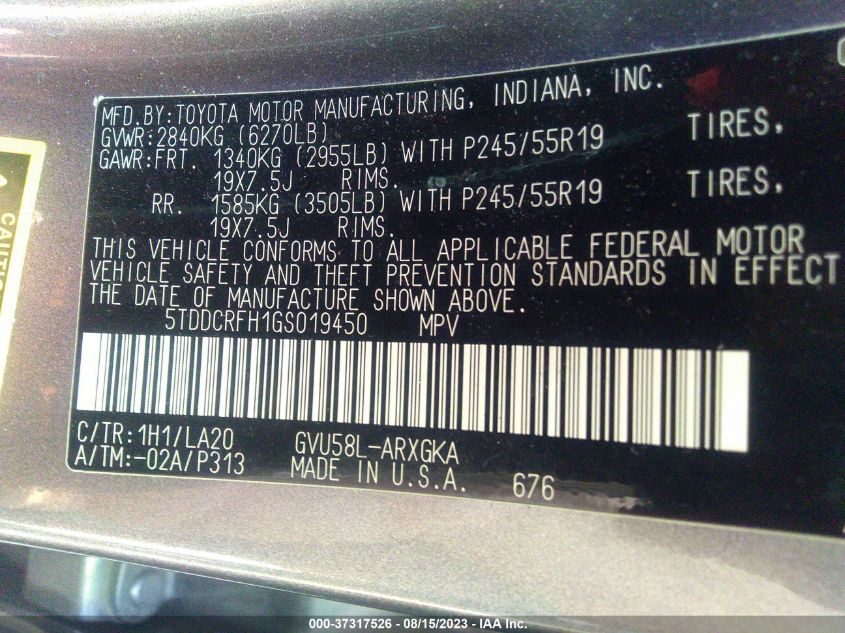 MFD.BY:TOYOTA MOTOR MANUFACTURING, INDIANA, INC.
GVWR:2840KG (6270LB)
GAWR:FRT. 1340KG (2955LB) WITH P245/55R19 TIRES,
19X7.5J RIMS.
RR. 1585KG (3505LB) WITH P245/55R19 TIRES,
19X7.5J RIMS.
THIS VEHICLE CONFORMS TO ALL APPLICABLE FEDERAL MOTOR
VEHICLE SAFETY AND THEFT PREVENTION STANDARDS IN EFFECT
THE DATE OF MANUFACTURE SHOWN ABOVE.
5TDDCRFH1GS019450 MPV
C/TR:1H1/LA20 GVU58L-ARXGKA
A/TM:-02A/P313 MADE IN U.S.A. 676
000-37317526 - 08/15/2023 - IAA Inc.